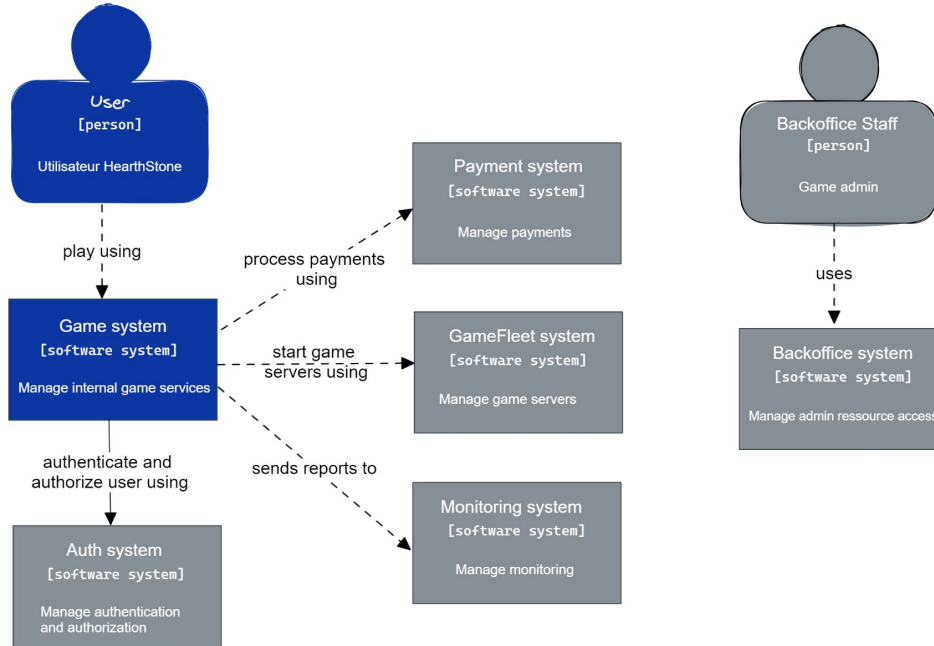 User
[person]
Utilisateur HearthStone
play using
Game system
[software system]
Manage internal game services
authenticate and
authorize user using
Auth system
[software system]
Manage authentication
and authorization
process payments
using
start game
servers using
sends reports to
Payment system
[software system]
Manage payments
GameFleet system
[software system]
Manage game servers
Monitoring system
[software system]
Manage monitoring
Backoffice Staff
[person]
Game admin
uses
Backoffice system
[software system]
Manage admin ressource access